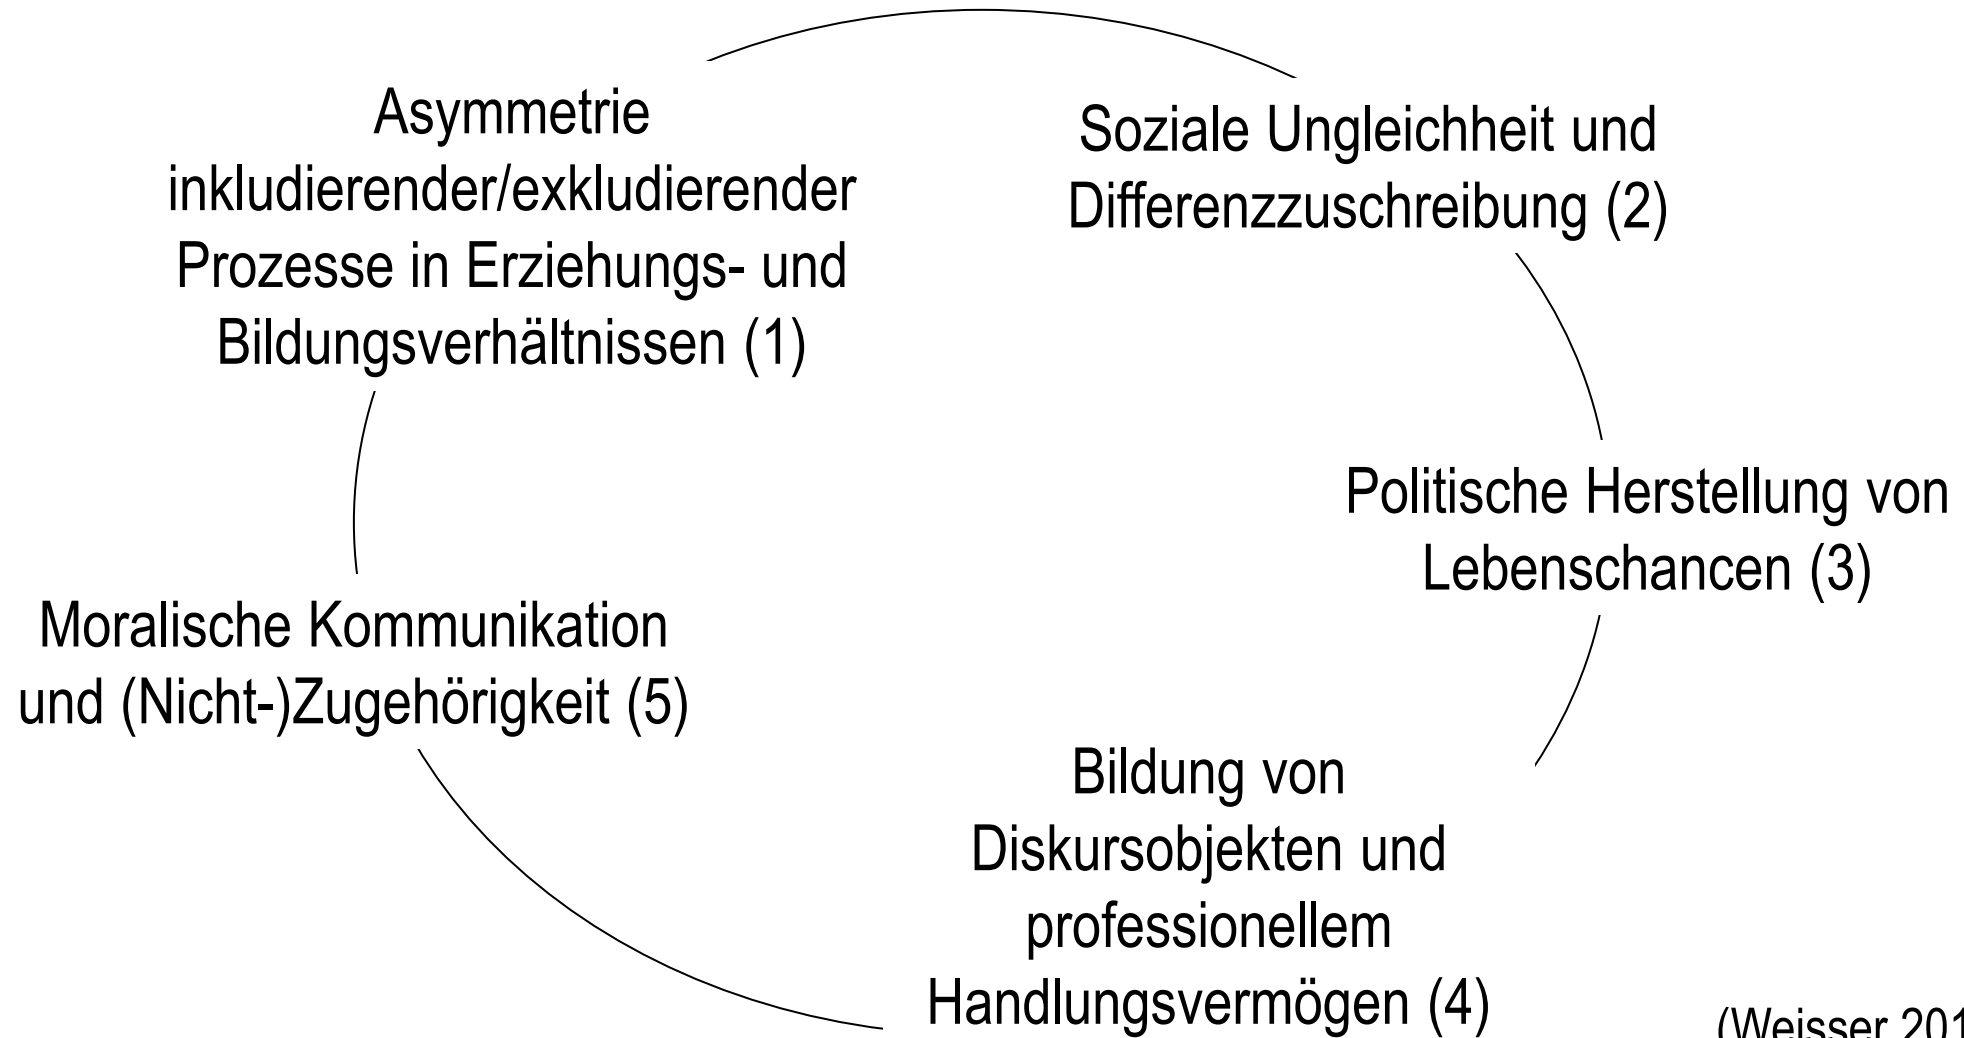 Asymmetrie
inkludierender/exkludierender
Prozesse in Erziehungs- und
Bildungsverhältnissen (1)
Soziale Ungleichheit und
Differenzzuschreibung (2)
Politische Herstellung von
Lebenschancen (3)
Bildung von
Diskursobjekten und
professionellem
Handlungsvermögen (4)
Moralische Kommunikation
und (Nicht-)Zugehörigkeit (5)
(Weisser